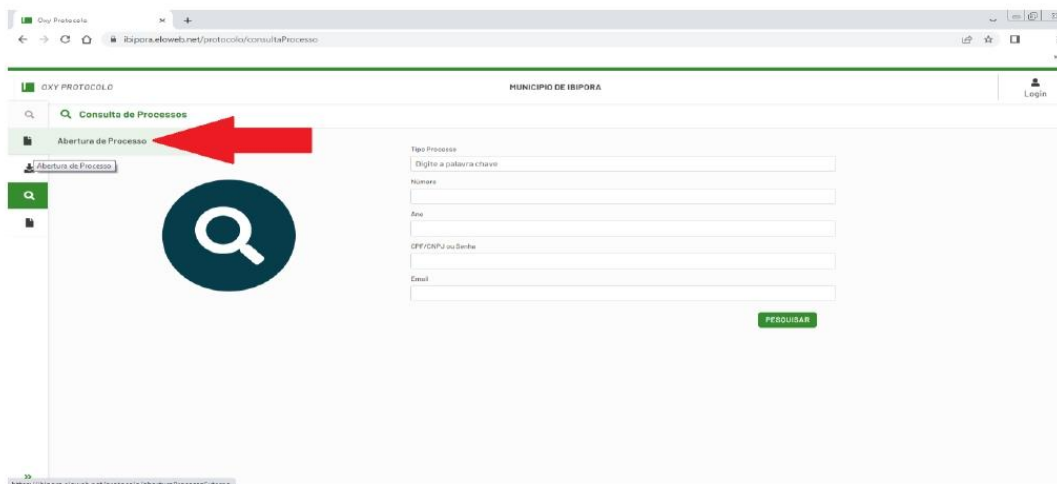 Oxy Protocolo
ibipora.eloweb.net/protocolo/consultaProcesso
OXY PROTOCOLO
MUNICIPIO DE IBIPORA
Login
Consulta de Processos
Abertura de Processo
Abertura de Processo
Tipo Processo
Digite a palavra chave
Número
Ano
CPF/CNPJ ou Senha
Email
PESQUISAR